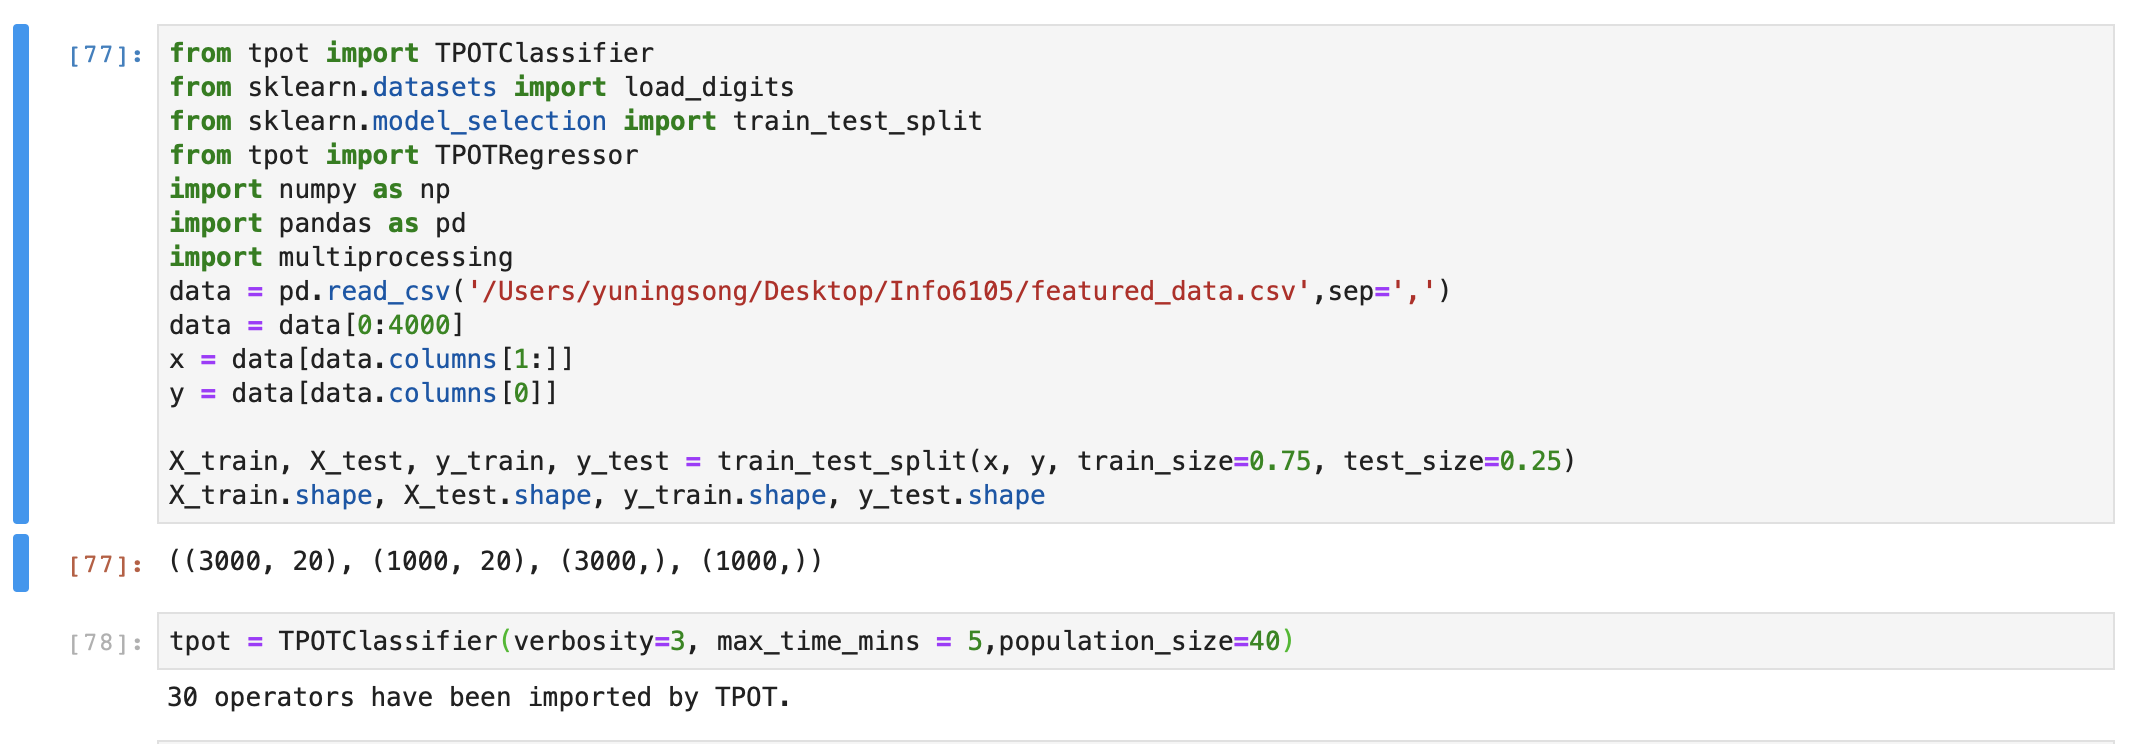 [77]:
from tpot import TPOTClassifier
from sklearn.datasets import load_digits
from sklearn.model_selection import train_test_split
from tpot import TPOTRegressor
import numpy as np
import pandas as pd
import multiprocessing
data = pd.read_csv('/Users/yuningsong/Desktop/Info6105/featured_data.csv',sep=',')
data = data[0:4000]
x = data[data.columns[1:]]
y = data[data.columns[0]]
X_train, X_test, y_train, y_test = train_test_split(x, y, train_size=0.75, test_size=0.25)
X_train.shape, X_test.shape, y_train.shape, y_test.shape
[77]: ((3000, 20), (1000, 20), (3000,), (1000,))
[78]: tpot = TPOTClassifier(verbosity=3, max_time_mins = 5,population_size=40)
30 operators have been imported by TPOT.